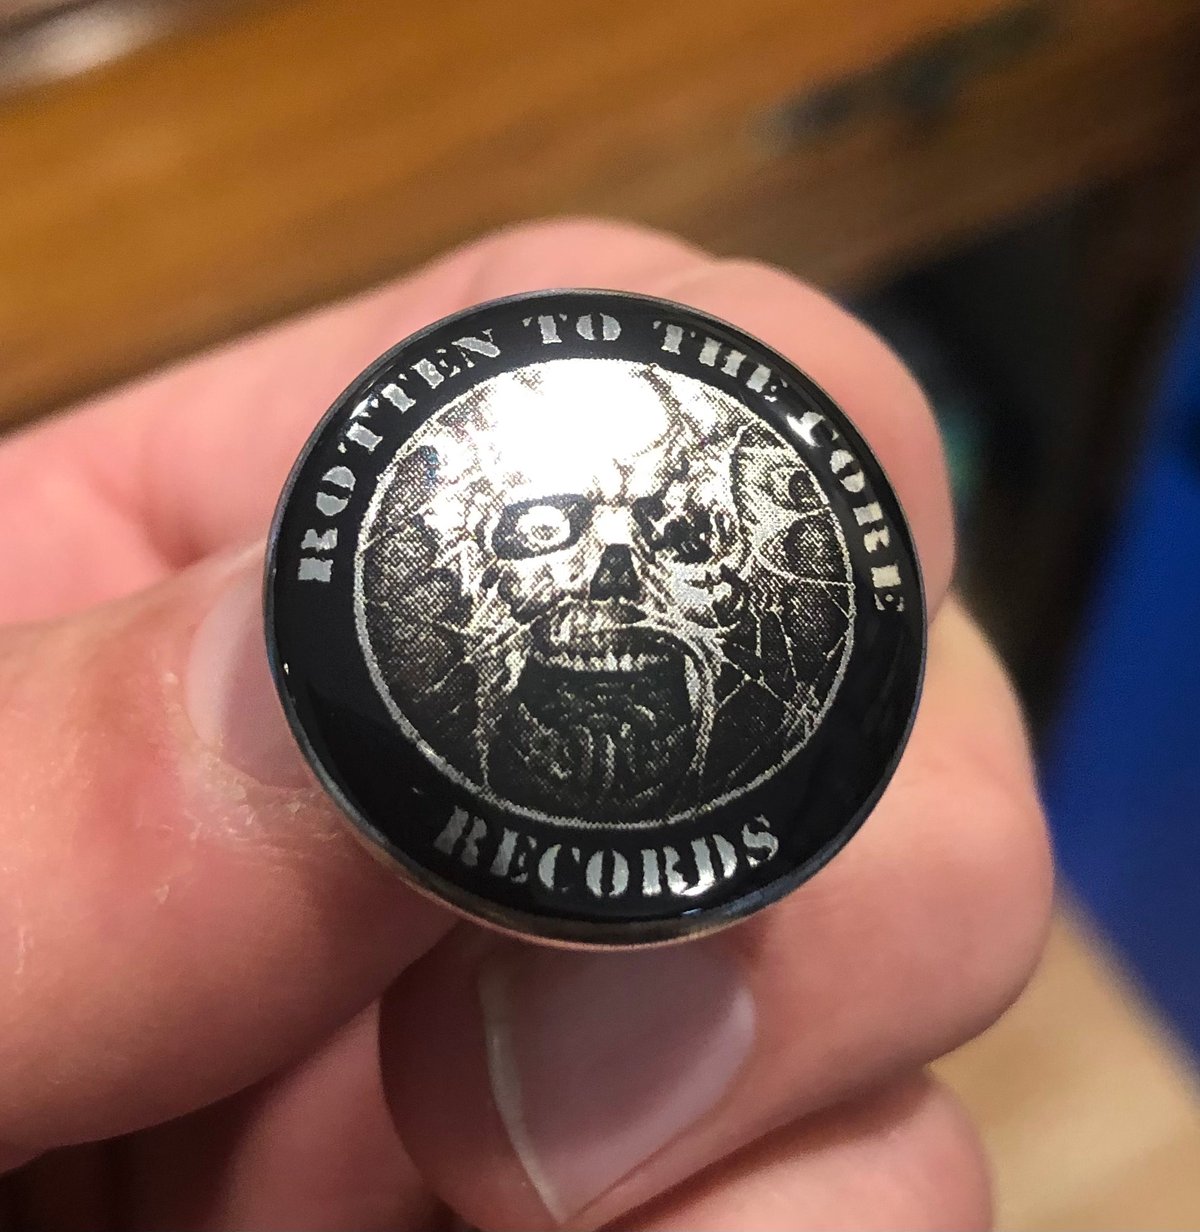 ROTTEN TO THE CORE
RECORDS